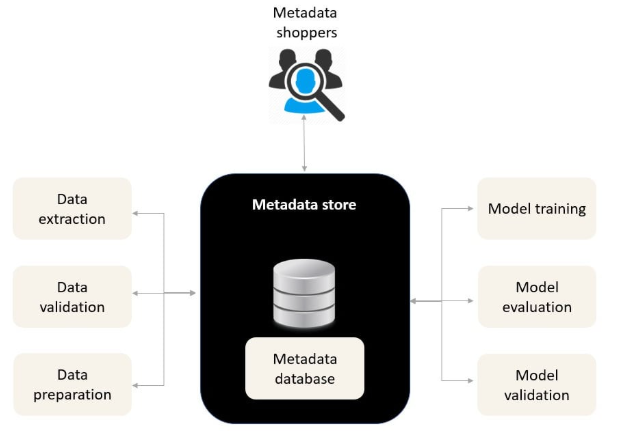 Metadata
shoppers
Metadata store
Data
extraction
Data
validation
Data
preparation
Metadata
database
Model training
Model
evaluation
Model
validation